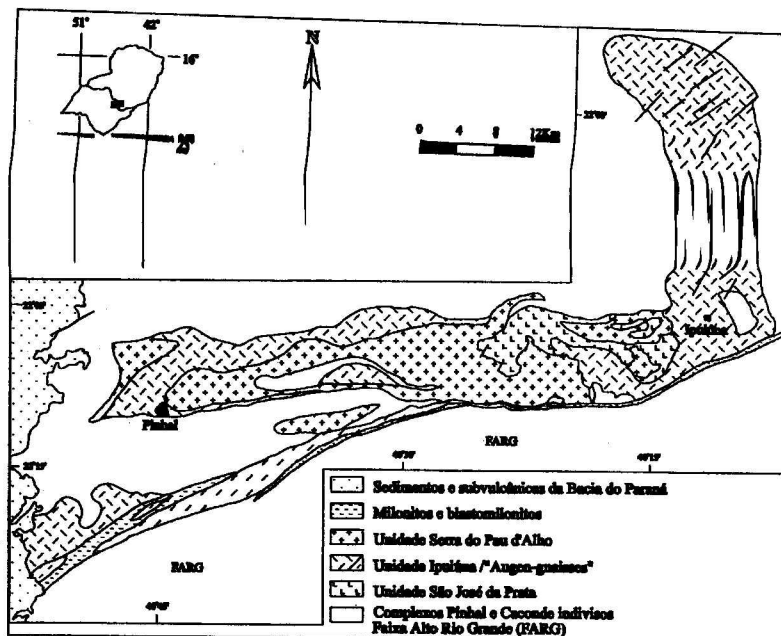 51° 42°
16°
N
0 4 8 12Km
Pinhal
FARG
FARG
Sedimentos e subvulcânicas da Bacia do Paraná
Milonitos e blastomilonitos
Unidade Serra do Pau d'Alho
Unidade Ipuiúna /"Augen-gnaisses"
Unidade São José da Prata
Complexos Pinhal e Caconde indivisos
Faixa Alto Rio Grande (FARG)